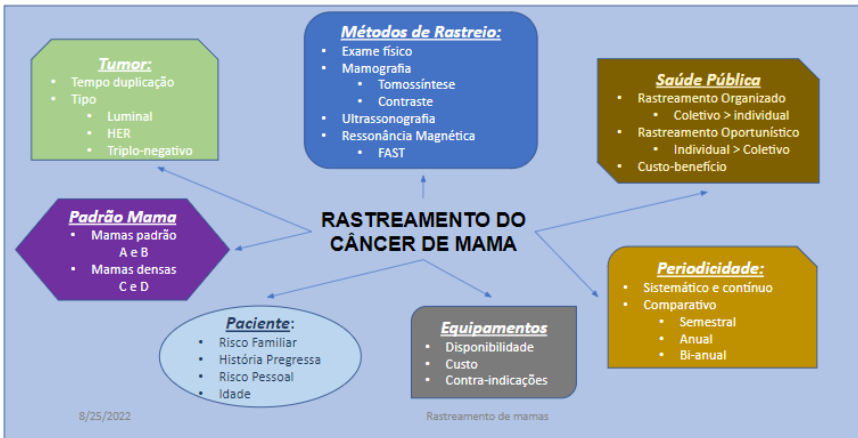 Métodos de Rastreio:
• Exame físico
• Mamografia
• Tomossíntese
• Contraste
• Ultrassonografia
• Ressonância Magnética
• FAST
Tumor:
• Tempo duplicação
• Tipo
• Luminal
• HER
• Triplo-negativo
Saúde Pública
• Rastreamento Organizado
• Coletivo > individual
• Rastreamento Oportunístico
• Individual > Coletivo
• Custo-benefício
Padrão Mama
• Mamas padrão
A e B
• Mamas densas
C e D
RASTREAMENTO DO
CÂNCER DE MAMA
Periodicidade:
• Sistemático e contínuo
• Comparativo
• Semestral
• Anual
• Bi-anual
Paciente:
• Risco Familiar
• História Pregressa
• Risco Pessoal
• Idade
Equipamentos
• Disponibilidade
• Custo
• Contra-indicações
8/25/2022
Rastreamento de mamas